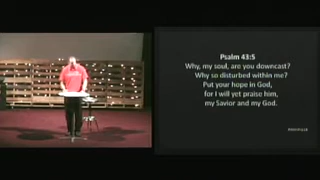 Psalm 43:5
Why, my soul, are you downcast?
Why so disturbed within me?
Put your hope in God,
for I will yet praise him,
my Savior and my God.